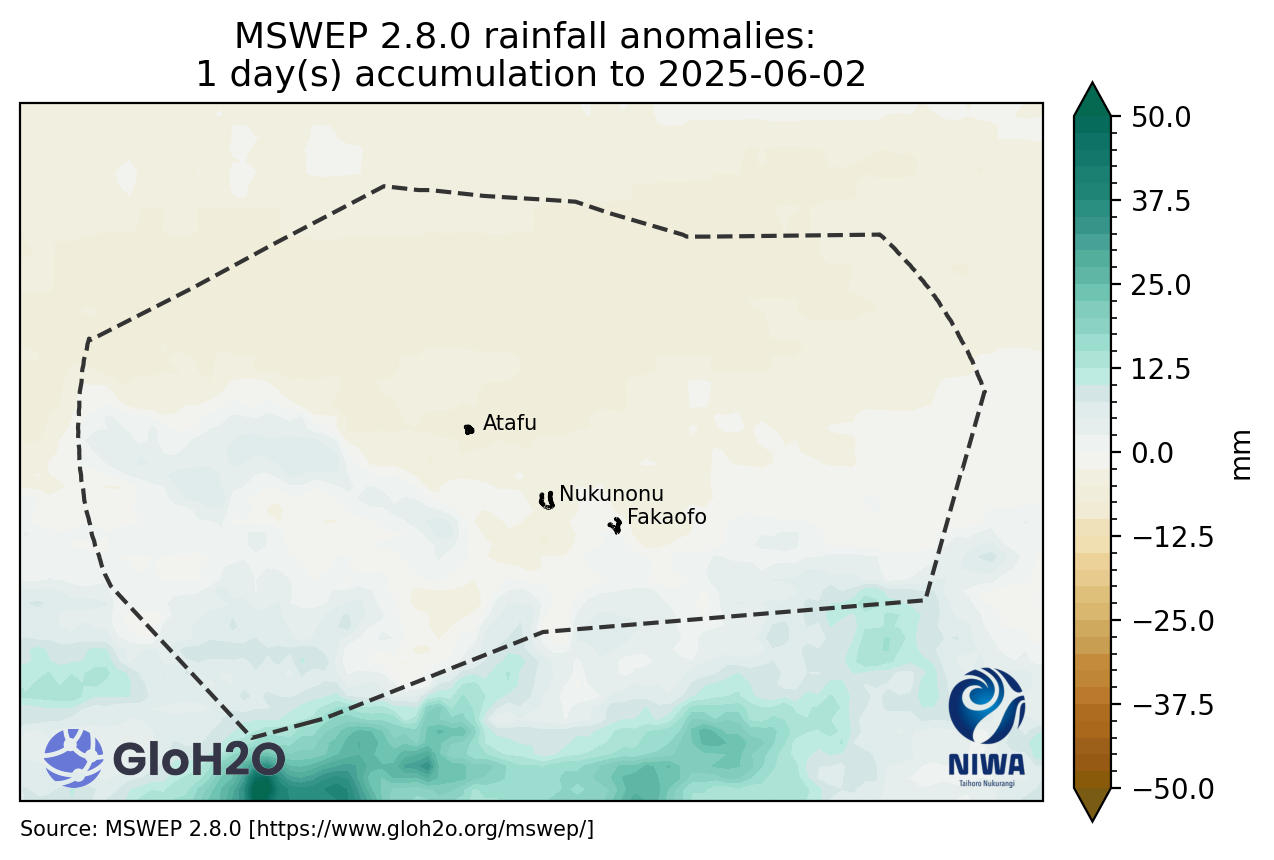 MSWEP 2.8.0 rainfall anomalies:
1 day(s) accumulation to 2025-06-02
50.0
37.5
25.0
12.5
0.0
−12.5
−25.0
−37.5
−50.0
mm
Atafu
Nukunonu
Fakaofo
GloH2O
NIWA
Taihoro Nukurangi
Source: MSWEP 2.8.0 [https://www.gloh2o.org/mswep/]